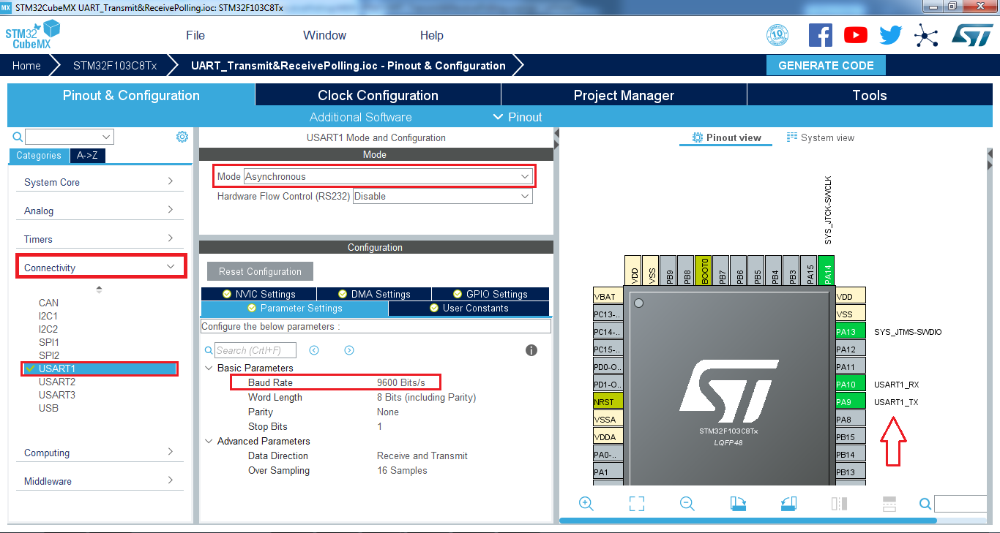 MX STM32CubeMX UART_Transmit&ReceivePolling.ioc: STM32F103C8Tx
STM32
CubeMX
File Window Help
10
ST
Home STM32F103C8Tx UART_Transmit&ReceivePolling.ioc - Pinout & Configuration GENERATE CODE
Pinout & Configuration Clock Configuration Project Manager Tools
Additional Software Pinout
Categories A->Z
System Core
Analog
Timers
Connectivity
CAN
I2C1
I2C2
SPI1
SPI2
USART1
USART2
USART3
USB
Computing
Middleware
USART1 Mode and Configuration
Mode
Mode Asynchronous
Hardware Flow Control (RS232) Disable
Configuration
Reset Configuration
NVIC Settings DMA Settings GPIO Settings
Parameter Settings User Constants
Configure the below parameters :
Search (Crtl+F)
Basic Parameters
Baud Rate 9600 Bits/s
Word Length 8 Bits (including Parity)
Parity None
Stop Bits 1
Advanced Parameters
Data Direction Receive and Transmit
Over Sampling 16 Samples
Pinout view System view
SYS_JTCK-SWCLK
VDD VSS PB9 PB8 BOOT0 PB7 PB6 PB5 PB4 PB3 PA15 PA14
VBAT VDD
PC13-.. VSS
PC14-.. PA13 SYS_JTMS-SWDIO
PC15-.. PA12
PD0-O.. PA11
PD1-O.. PA10 USART1_RX
NRST PA9 USART1_TX
VSSA PA8
VDDA PB15
PA0-.. PB14
PA1 PB13
ST
STM32F103C8Tx
LQFP48